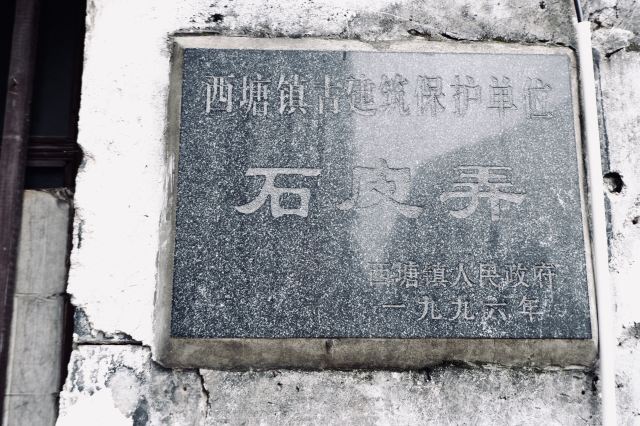 西塘镇古建筑保护单位
石皮弄
西塘镇人民政府
一九九六年